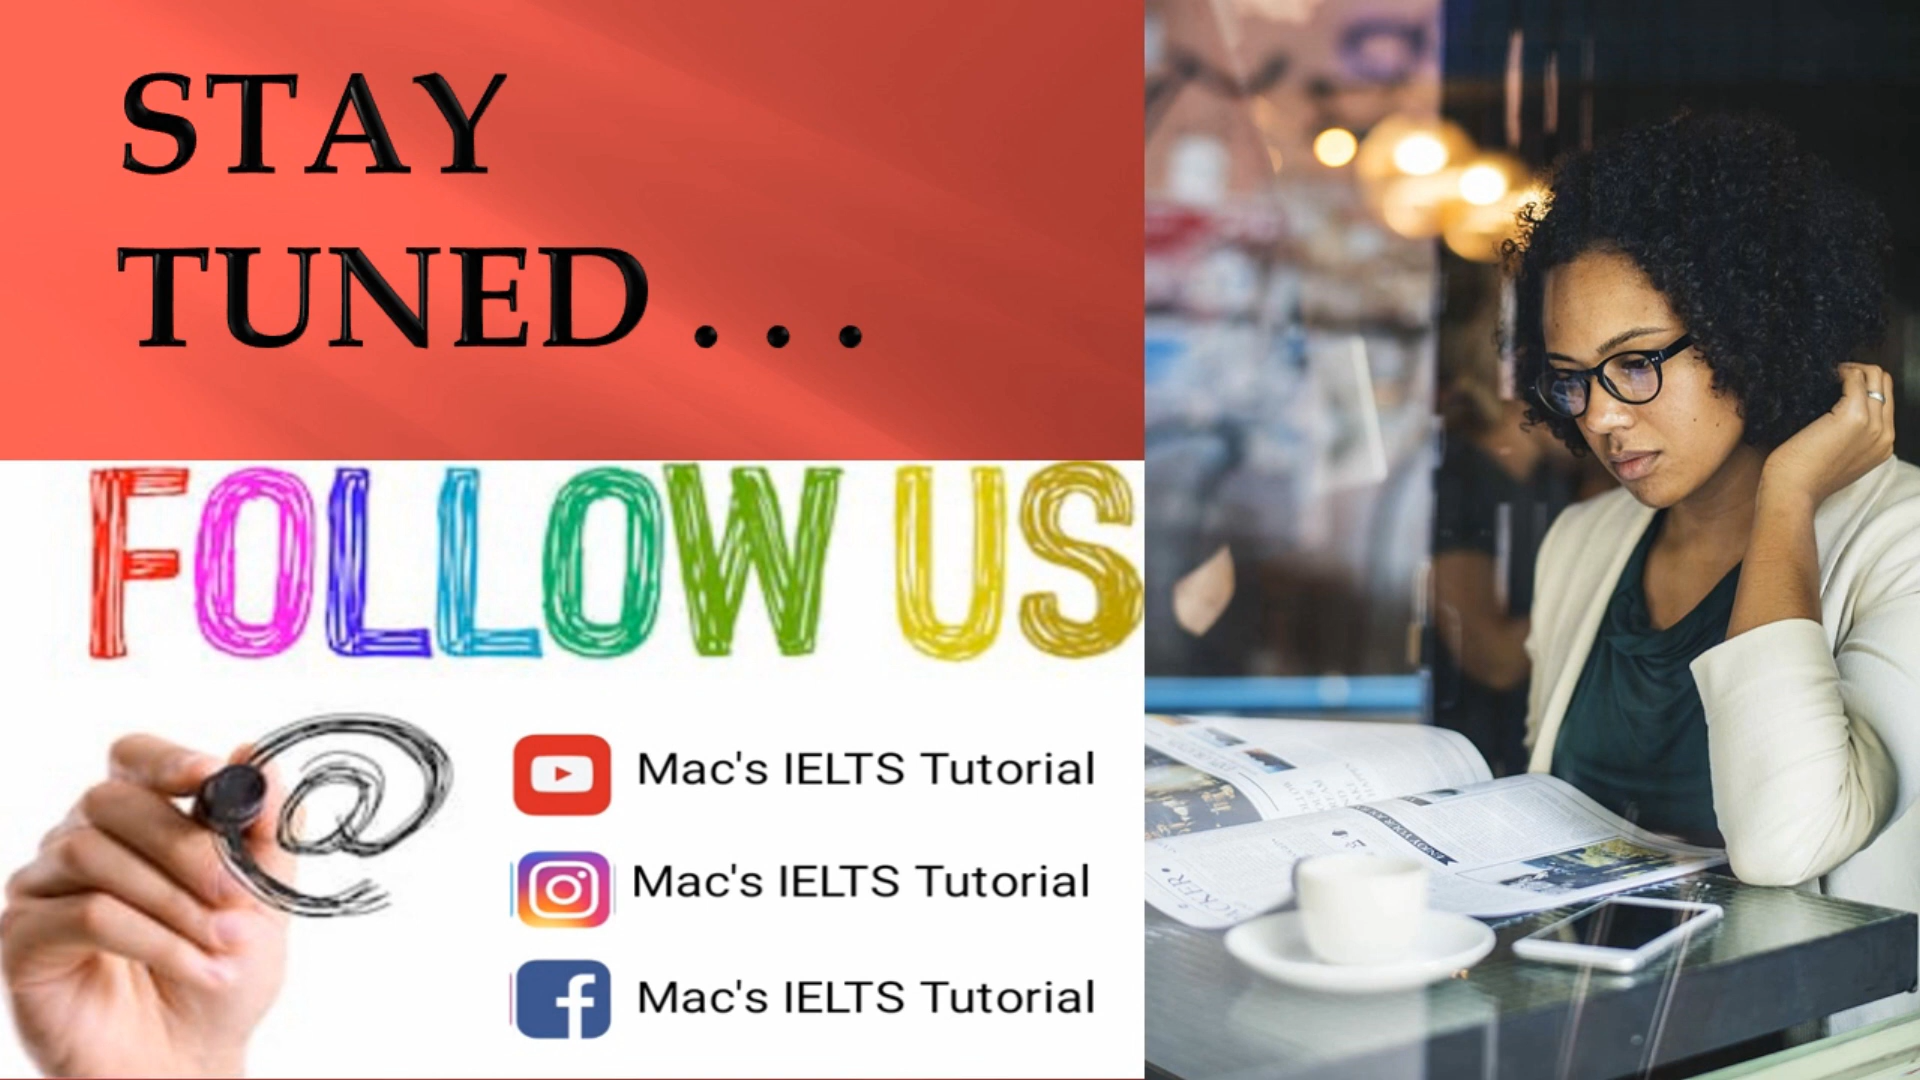 STAY
TUNED . . .
FOLLOW US
@
Mac's IELTS Tutorial
Mac's IELTS Tutorial
Mac's IELTS Tutorial